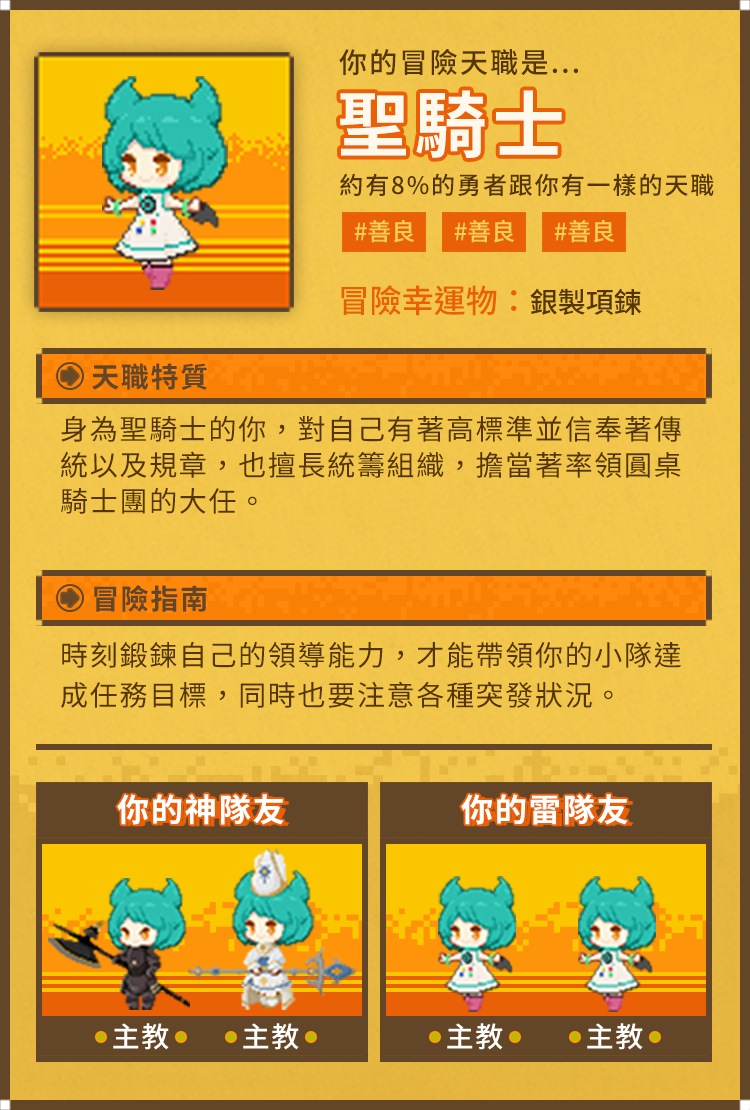 你的冒險天職是...
聖騎士
約有8%的勇者跟你有一樣的天職
#善良 #善良 #善良
冒險幸運物：銀製項鍊
天職特質
身為聖騎士的你，對自己有著高標準並信奉著傳
統以及規章，也擅長統籌組織，擔當著率領圓桌
騎士團的大任。
冒險指南
時刻鍛鍊自己的領導能力，才能帶領你的小隊達
成任務目標，同時也要注意各種突發狀況。
你的神隊友
主教 主教
你的雷隊友
主教 主教